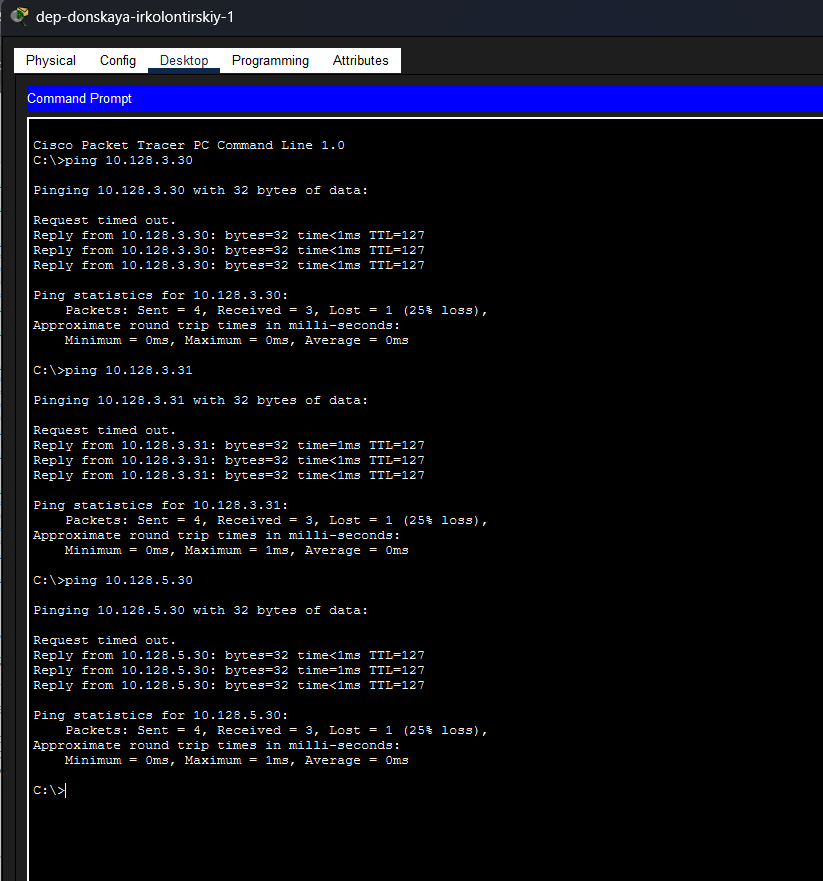 dep-donskaya-irkolontirskiy-1
Physical Config Desktop Programming Attributes
Command Prompt
Cisco Packet Tracer PC Command Line 1.0
C:\>ping 10.128.3.30
Pinging 10.128.3.30 with 32 bytes of data:
Request timed out.
Reply from 10.128.3.30: bytes=32 time<1ms TTL=127
Reply from 10.128.3.30: bytes=32 time<1ms TTL=127
Reply from 10.128.3.30: bytes=32 time<1ms TTL=127
Ping statistics for 10.128.3.30:
Packets: Sent = 4, Received = 3, Lost = 1 (25% loss),
Approximate round trip times in milli-seconds:
Minimum = 0ms, Maximum = 0ms, Average = 0ms
C:\>ping 10.128.3.31
Pinging 10.128.3.31 with 32 bytes of data:
Request timed out.
Reply from 10.128.3.31: bytes=32 time=1ms TTL=127
Reply from 10.128.3.31: bytes=32 time<1ms TTL=127
Reply from 10.128.3.31: bytes=32 time<1ms TTL=127
Ping statistics for 10.128.3.31:
Packets: Sent = 4, Received = 3, Lost = 1 (25% loss),
Approximate round trip times in milli-seconds:
Minimum = 0ms, Maximum = 1ms, Average = 0ms
C:\>ping 10.128.5.30
Pinging 10.128.5.30 with 32 bytes of data:
Request timed out.
Reply from 10.128.5.30: bytes=32 time<1ms TTL=127
Reply from 10.128.5.30: bytes=32 time=1ms TTL=127
Reply from 10.128.5.30: bytes=32 time<1ms TTL=127
Ping statistics for 10.128.5.30:
Packets: Sent = 4, Received = 3, Lost = 1 (25% loss),
Approximate round trip times in milli-seconds:
Minimum = 0ms, Maximum = 1ms, Average = 0ms
C:\>